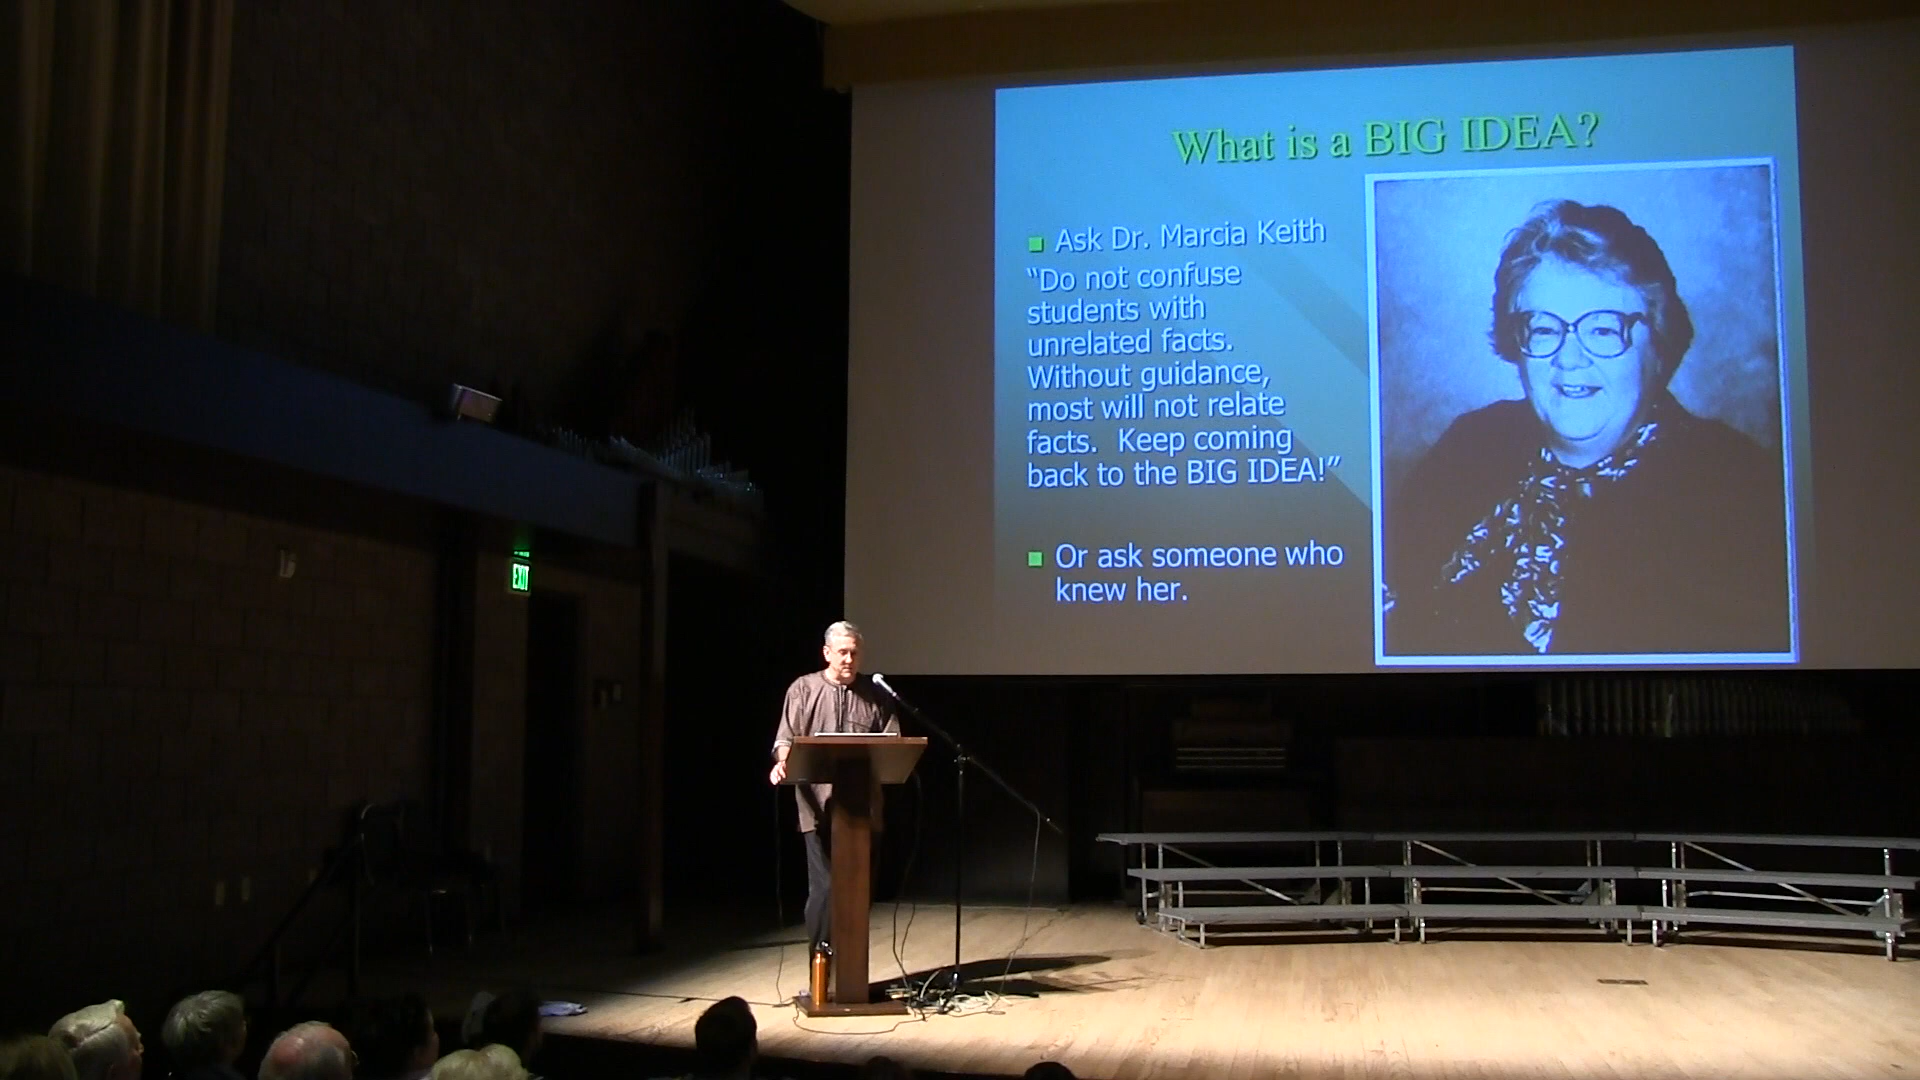 What is a BIG IDEA?
Ask Dr. Marcia Keith
“Do not confuse
students with
unrelated facts.
Without guidance,
most will not relate
facts.  Keep coming
back to the BIG IDEA!”
Or ask someone who
knew her.
EXIT